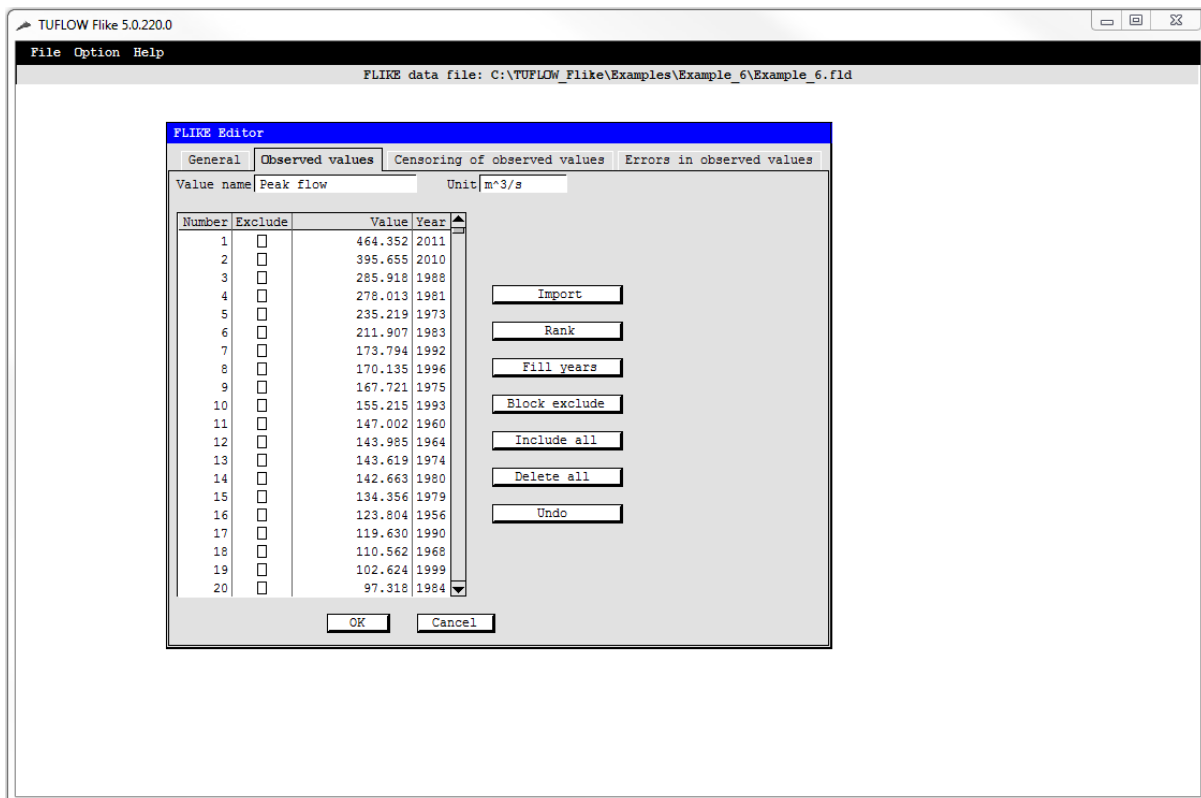 TUFLOW Flike 5.0.220.0
File Option Help
FLIKE data file: C:\TUFLOW_Flike\Examples\Example_6\Example_6.fld
FLIKE Editor
General Observed values Censoring of observed values Errors in observed values
Value name Peak flow Unit m^3/s
Number Exclude Value Year
1 464.352 2011
2 395.655 2010
3 285.918 1988
4 278.013 1981
5 235.219 1973
6 211.907 1983
7 173.794 1992
8 170.135 1996
9 167.721 1975
10 155.215 1993
11 147.002 1960
12 143.985 1964
13 143.619 1974
14 142.663 1980
15 134.356 1979
16 123.804 1956
17 119.630 1990
18 110.562 1968
19 102.624 1999
20 97.318 1984
Import
Rank
Fill years
Block exclude
Include all
Delete all
Undo
OK Cancel